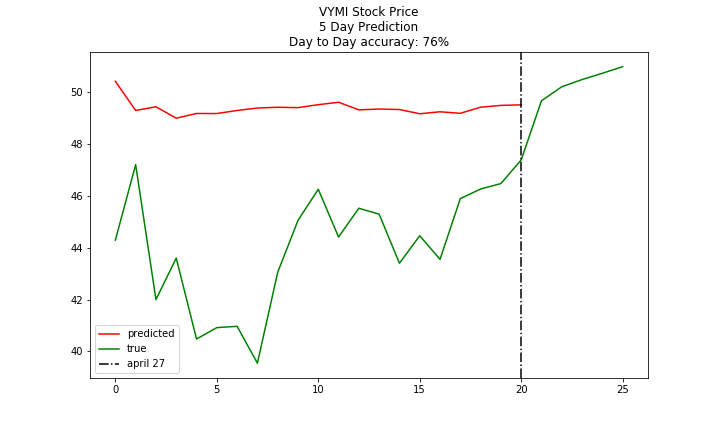 VYMI Stock Price
5 Day Prediction
Day to Day accuracy: 76%
50
48
46
44
42
40
predicted
true
april 27
0 5 10 15 20 25